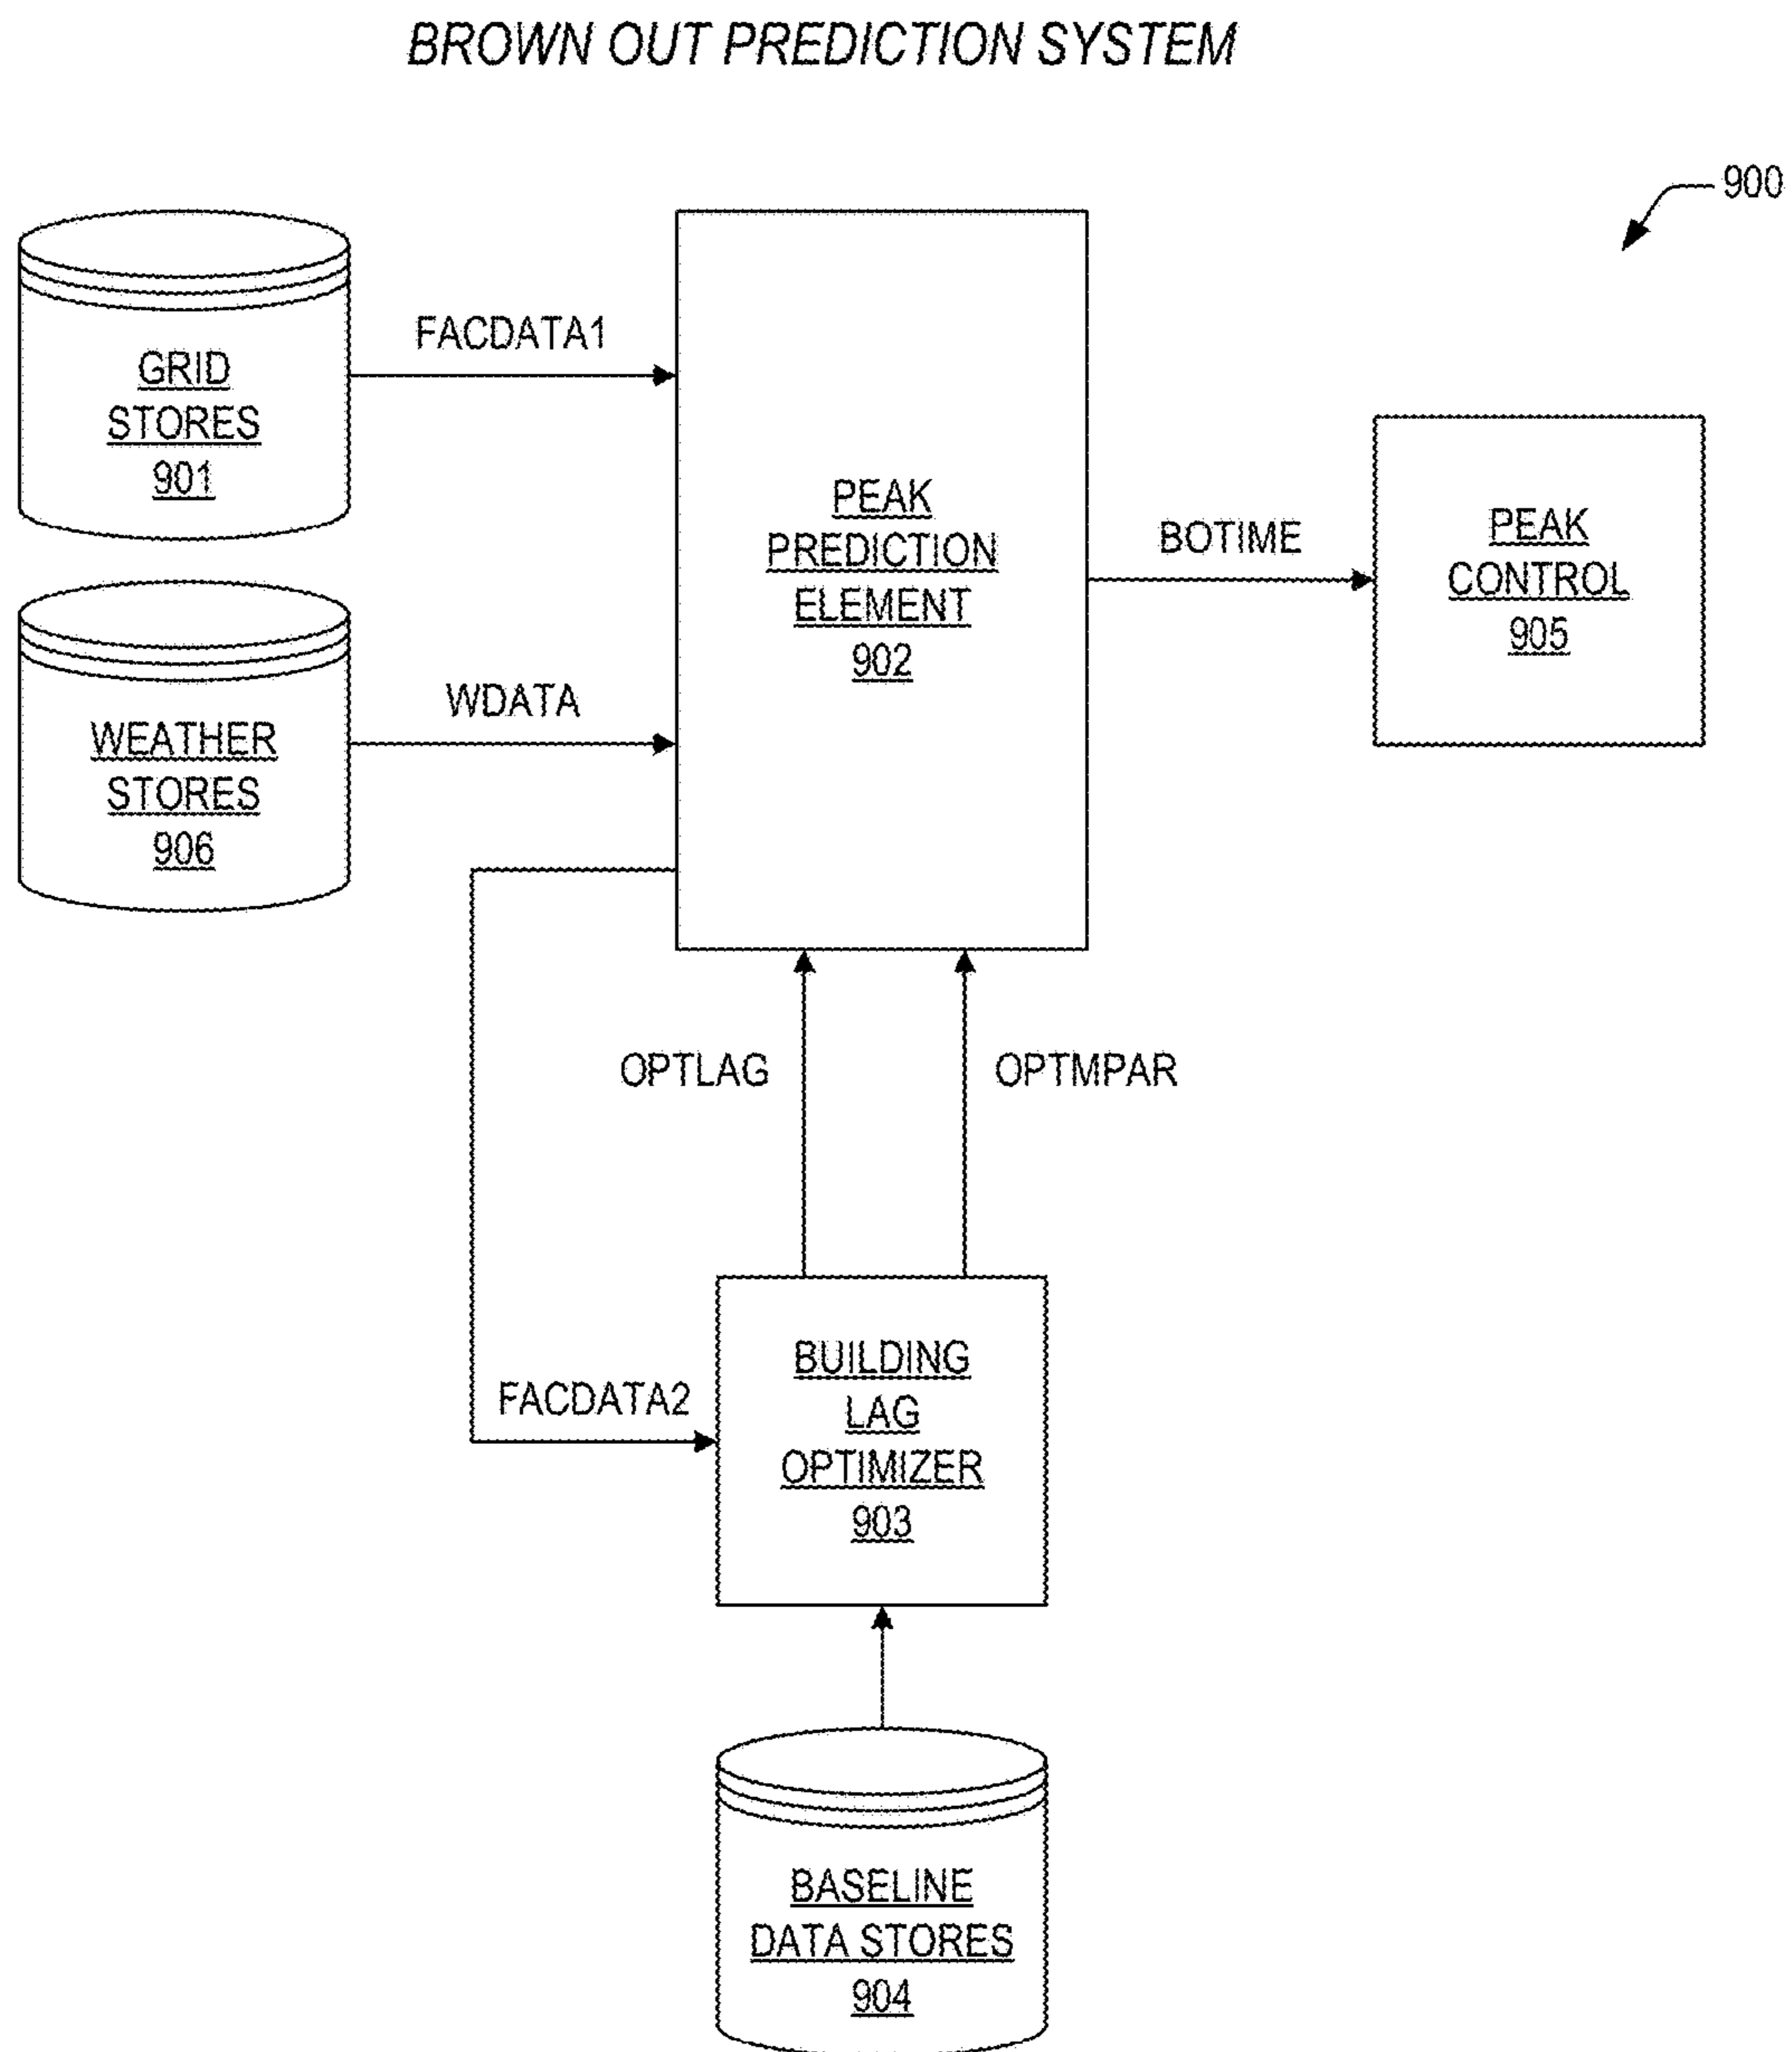 BROWN OUT PREDICTION SYSTEM
900
GRID
STORES
901
FACDATA1
WEATHER
STORES
906
WDATA
PEAK
PREDICTION
ELEMENT
902
BOTIME
PEAK
CONTROL
905
OPTLAG
OPTMPAR
FACDATA2
BUILDING
LAG
OPTIMIZER
903
BASELINE
DATA STORES
904